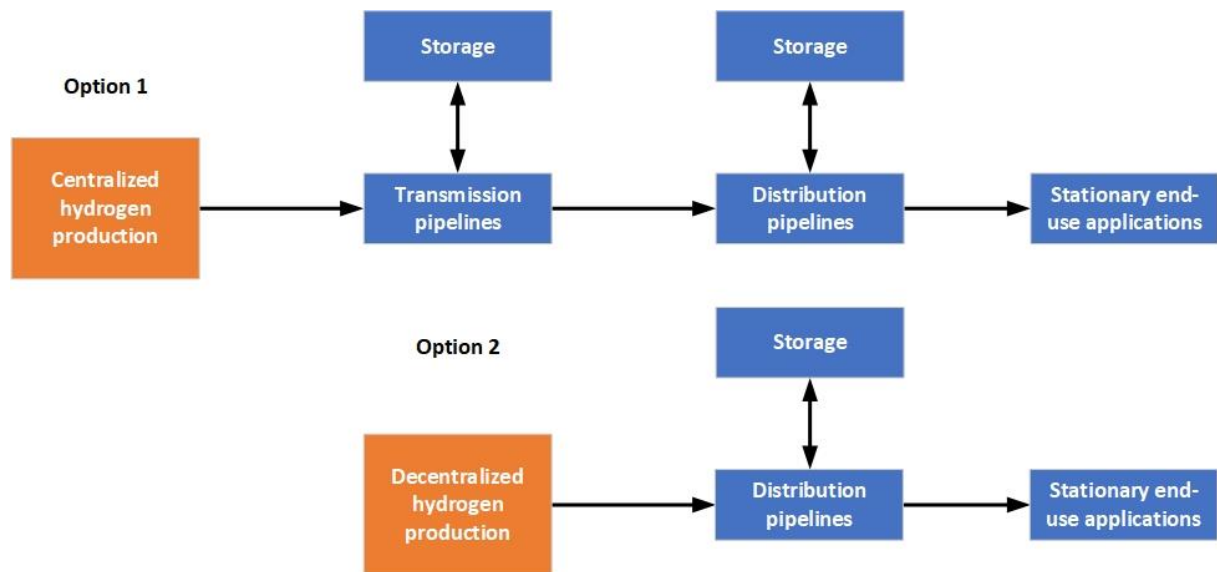 Storage
Storage
Option 1
Centralized
hydrogen
production
Transmission
pipelines
Distribution
pipelines
Stationary end-
use applications
Option 2
Storage
Decentralized
hydrogen
production
Distribution
pipelines
Stationary end-
use applications